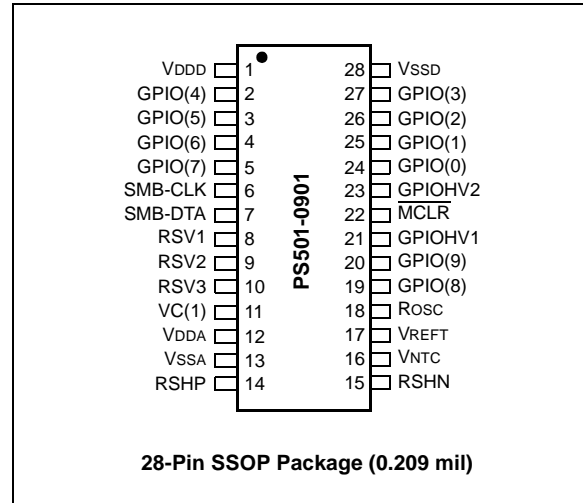 VDDD 1 28 VSSD
GPIO(4) 2 27 GPIO(3)
GPIO(5) 3 26 GPIO(2)
GPIO(6) 4 25 GPIO(1)
GPIO(7) 5 24 GPIO(0)
SMB-CLK 6 23 GPIOHV2
SMB-DTA 7 22 MCLR
RSV1 8 21 GPIOHV1
RSV2 9 20 GPIO(9)
RSV3 10 19 GPIO(8)
VC(1) 11 18 ROSC
VDDA 12 17 VREFT
VSSA 13 16 VNTC
RSHP 14 15 RSHN
PS501-0901
28-Pin SSOP Package (0.209 mil)